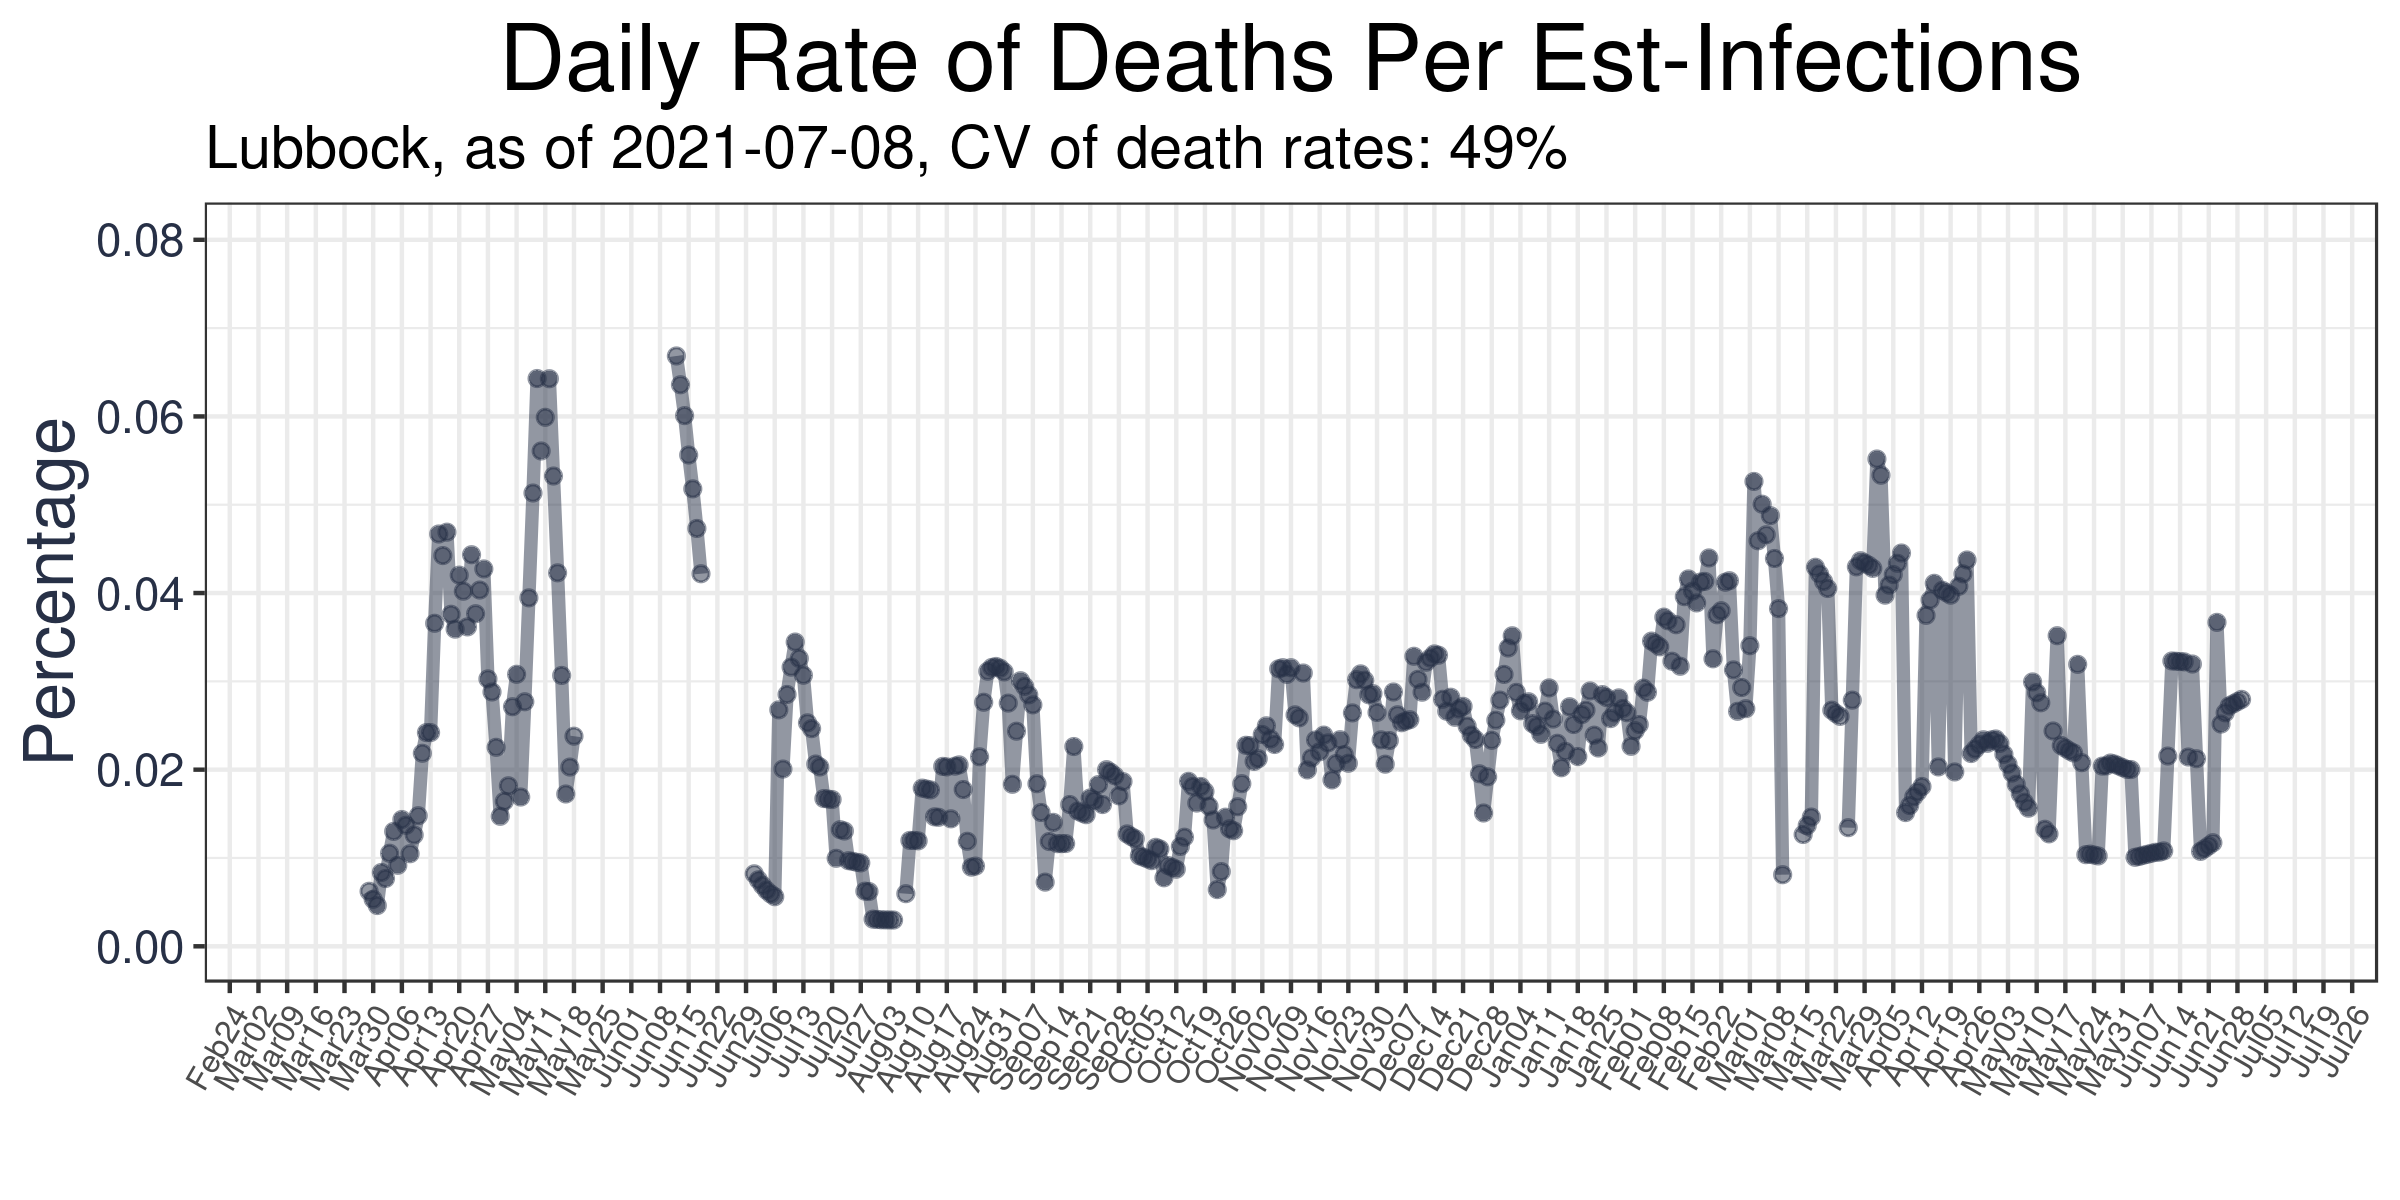 Daily Rate of Deaths Per Est-Infections
Lubbock, as of 2021-07-08, CV of death rates: 49%
Percentage
0.08
0.06
0.04
0.02
0.00
Feb24
Mar02
Mar09
Mar16
Mar23
Mar30
Apr06
Apr13
Apr20
Apr27
May04
May11
May18
May25
Jun01
Jun08
Jun15
Jun22
Jun29
Jul06
Jul13
Jul20
Jul27
Aug03
Aug10
Aug17
Aug24
Aug31
Sep07
Sep14
Sep21
Sep28
Oct05
Oct12
Oct19
Oct26
Nov02
Nov09
Nov16
Nov23
Nov30
Dec07
Dec14
Dec21
Dec28
Jan04
Jan11
Jan18
Jan25
Feb01
Feb08
Feb15
Feb22
Mar01
Mar08
Mar15
Mar22
Mar29
Apr05
Apr12
Apr19
Apr26
May03
May10
May17
May24
May31
Jun07
Jun14
Jun21
Jun28
Jul05
Jul12
Jul19
Jul26